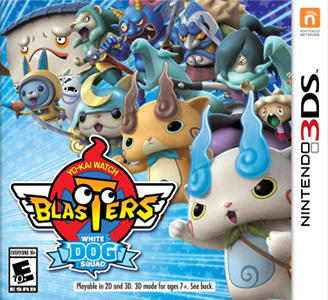 NINTENDO
NETWORK
NINTENDO 3DS
YO-KAI WATCH
BLASTERS
WHITE
DOG
SQUAD
EVERYONE 10+
E
ESRB
Playable in 2D and 3D. 3D mode for ages 7+. See back.